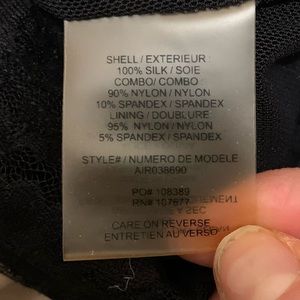 SHELL / EXTERIEUR
100% SILK / SOIE
COMBO / COMBO
90% NYLON / NYLON
10% SPANDEX / SPANDEX
LINING / DOUBLURE
95% NYLON / NYLON
5% SPANDEX / SPANDEX
STYLE# / NUMERO DE MODELE
AIR038690
PO# 108389
RN# 107677
CARE ON REVERSE
ENTRETIEN AU VERSO